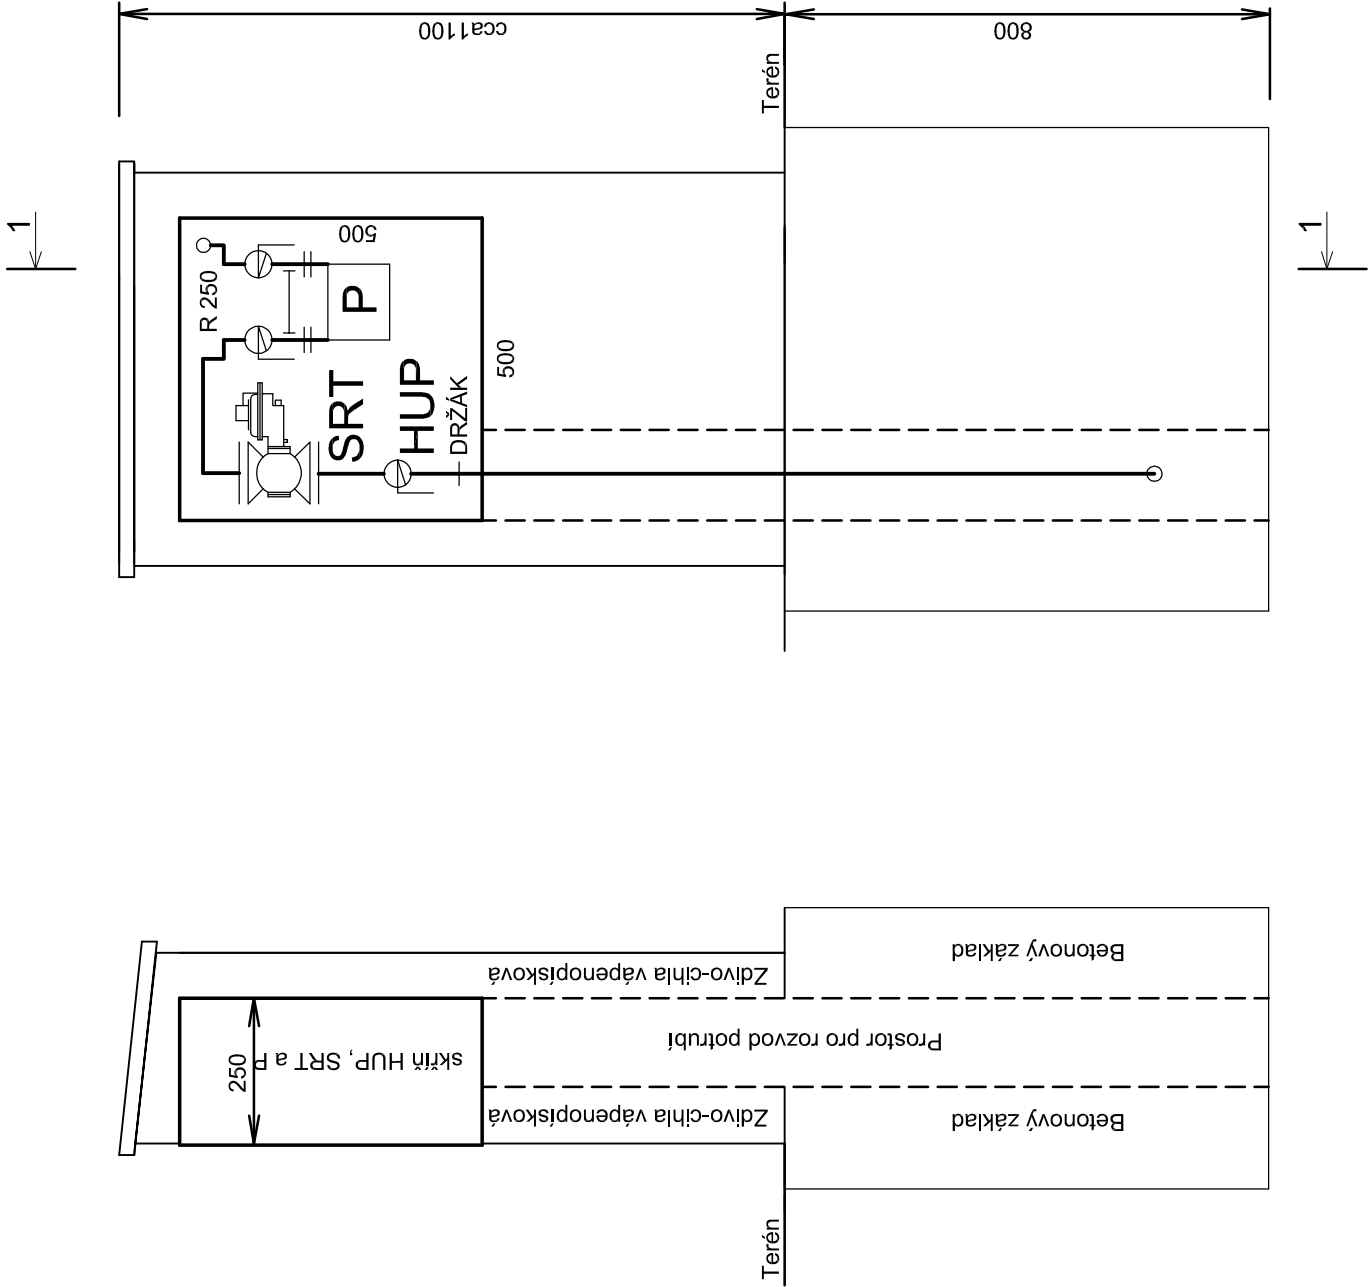 cca1100
800
Terén
1
1
500
R 250
P
SRT
HUP
DRŽÁK
500
Zdivo-cihla vápenopísková
Betonový základ
Prostor pro rozvod potrubí
skříň HUP, SRT a P
250
Zdivo-cihla vápenopísková
Betonový základ
Terén